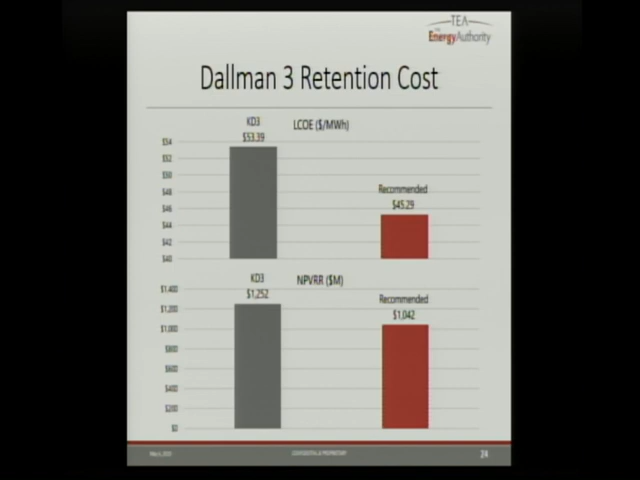 TEA
The Energy Authority
Dallman 3 Retention Cost
LCOE ($/MWh)
KD3
$53.39
Recommended
$45.29
$54
$52
$50
$48
$46
$44
$42
$40
NPVRR ($M)
KD3
$1,252
Recommended
$1,042
$1,400
$1,200
$1,000
$800
$600
$400
$200
$0
24